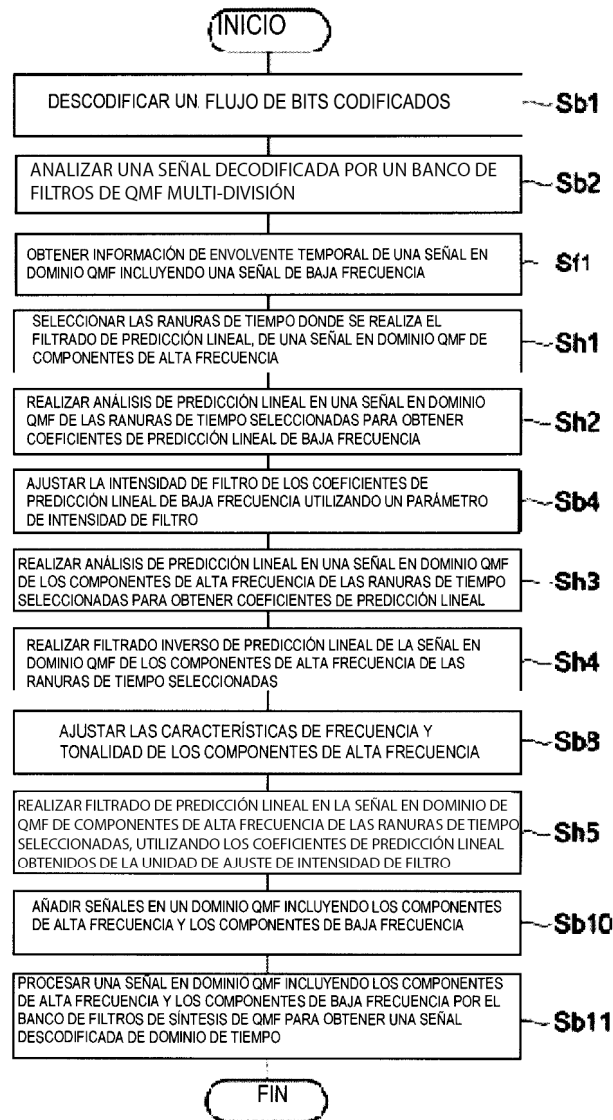 INICIO
DESCODIFICAR UN. FLUJO DE BITS CODIFICADOS
Sb1
ANALIZAR UNA SEÑAL DECODIFICADA POR UN BANCO DE
FILTROS DE QMF MULTI-DIVISIÓN
Sb2
OBTENER INFORMACIÓN DE ENVOLVENTE TEMPORAL DE UNA SEÑAL EN
DOMINIO QMF INCLUYENDO UNA SEÑAL DE BAJA FRECUENCIA
Sf1
SELECCIONAR LAS RANURAS DE TIEMPO DONDE SE REALIZA EL
FILTRADO DE PREDICCIÓN LINEAL, DE UNA SEÑAL EN DOMINIO QMF DE
COMPONENTES DE ALTA FRECUENCIA
Sh1
REALIZAR ANÁLISIS DE PREDICCIÓN LINEAL EN UNA SEÑAL EN DOMINIO
QMF DE LAS RANURAS DE TIEMPO SELECCIONADAS PARA OBTENER
COEFICIENTES DE PREDICCIÓN LINEAL DE BAJA FRECUENCIA
Sh2
AJUSTAR LA INTENSIDAD DE FILTRO DE LOS COEFICIENTES DE
PREDICCIÓN LINEAL DE BAJA FRECUENCIA UTILIZANDO UN PARÁMETRO
DE INTENSIDAD DE FILTRO
Sb4
REALIZAR ANÁLISIS DE PREDICCIÓN LINEAL EN UNA SEÑAL EN DOMINIO QMF
DE LOS COMPONENTES DE ALTA FRECUENCIA DE LAS RANURAS DE TIEMPO
SELECCIONADAS PARA OBTENER COEFICIENTES DE PREDICCIÓN LINEAL
Sh3
REALIZAR FILTRADO INVERSO DE PREDICCIÓN LINEAL DE LA SEÑAL EN
DOMINIO QMF DE LOS COMPONENTES DE ALTA FRECUENCIA DE LAS
RANURAS DE TIEMPO SELECCIONADAS
Sh4
AJUSTAR LAS CARACTERÍSTICAS DE FRECUENCIA Y
TONALIDAD DE LOS COMPONENTES DE ALTA FRECUENCIA
Sb8
REALIZAR FILTRADO DE PREDICCIÓN LINEAL EN LA SEÑAL EN DOMINIO DE
QMF DE COMPONENTES DE ALTA FRECUENCIA DE LAS RANURAS DE TIEMPO
SELECCIONADAS, UTILIZANDO LOS COEFICIENTES DE PREDICCIÓN LINEAL
OBTENIDOS DE LA UNIDAD DE AJUSTE DE INTENSIDAD DE FILTRO
Sh5
AÑADIR SEÑALES EN UN DOMINIO QMF INCLUYENDO LOS COMPONENTES
DE ALTA FRECUENCIA Y LOS COMPONENTES DE BAJA FRECUENCIA
Sb10
PROCESAR UNA SEÑAL EN DOMINIO QMF INCLUYENDO LOS COMPONENTES
DE ALTA FRECUENCIA Y LOS COMPONENTES DE BAJA FRECUENCIA POR EL
BANCO DE FILTROS DE SÍNTESIS DE QMF PARA OBTENER UNA SEÑAL
DESCODIFICADA DE DOMINIO DE TIEMPO
Sb11
FIN